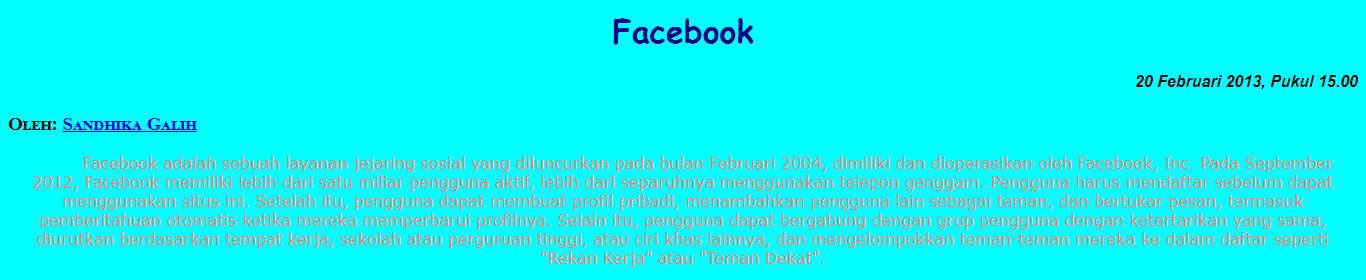 Facebook
20 Februari 2013, Pukul 15.00
Oleh: Sandhika Galih
Facebook adalah sebuah layanan jejaring sosial yang diluncurkan pada bulan Februari 2004, dimiliki dan dioperasikan oleh Facebook, Inc. Pada September
2012, Facebook memiliki lebih dari satu miliar pengguna aktif, lebih dari separuhnya menggunakan telepon genggam. Pengguna harus mendaftar sebelum dapat
menggunakan situs ini. Setelah itu, pengguna dapat membuat profil pribadi, menambahkan pengguna lain sebagai teman, dan bertukar pesan, termasuk
pemberitahuan otomatis ketika mereka memperbarui profilnya. Selain itu, pengguna dapat bergabung dengan grup pengguna dengan ketertarikan yang sama,
diurutkan berdasarkan tempat kerja, sekolah atau perguruan tinggi, atau ciri khas lainnya, dan mengelompokkan teman-teman mereka ke dalam daftar seperti
"Rekan Kerja" atau "Teman Dekat".